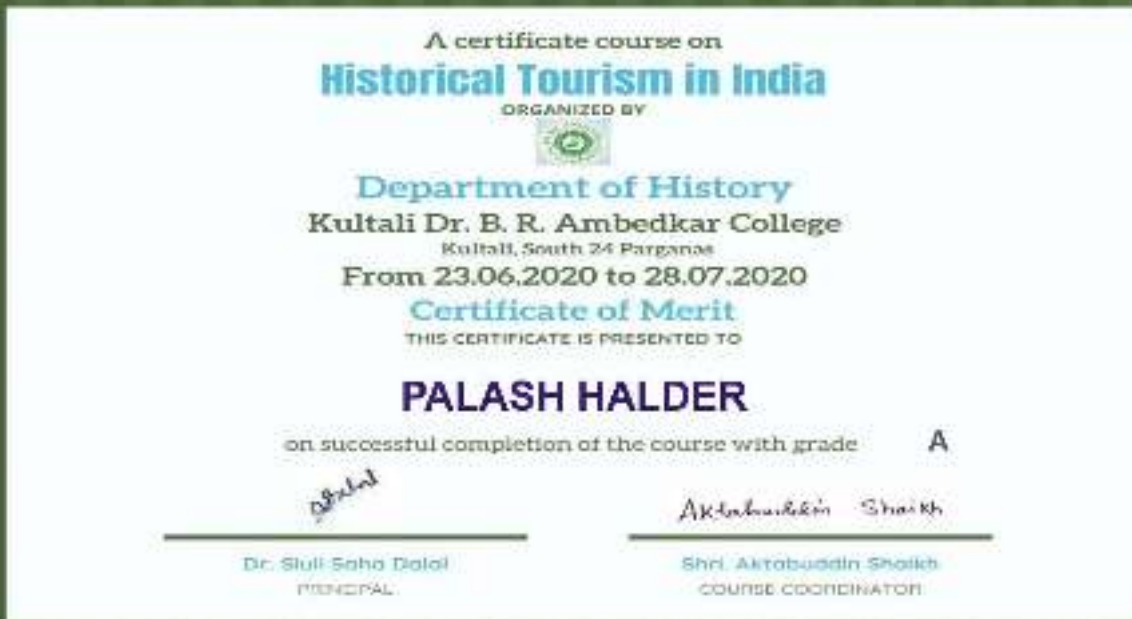 A certificate course on
Historical Tourism in India
ORGANIZED BY
Department of History
Kultali Dr. B. R. Ambedkar College
Kultali, South 24 Parganas
From 23.06.2020 to 28.07.2020
Certificate of Merit
THIS CERTIFICATE IS PRESENTED TO
PALASH HALDER
on successful completion of the course with grade A
Aktabuddin Shaikh
Dr. Siuli Saha Dalal
Shri. Aktabuddin Shaikh
PRINCIPAL
COURSE COORDINATOR